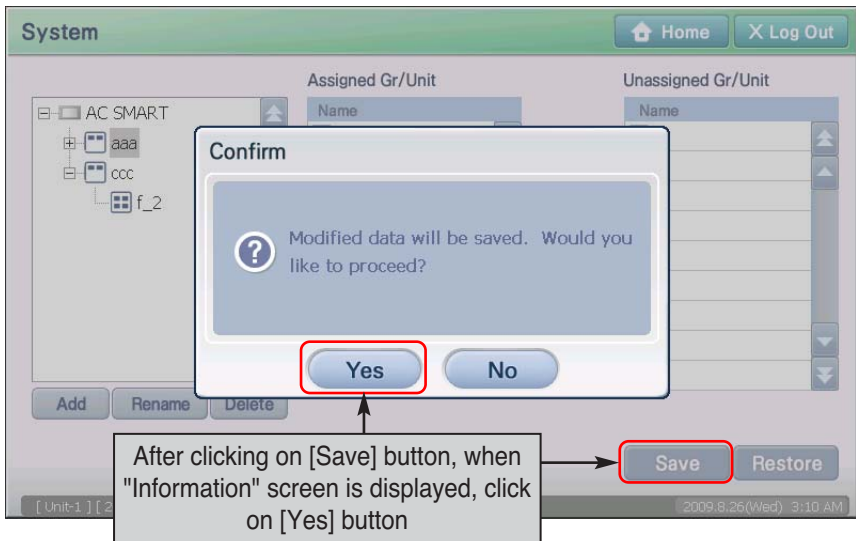 System
Home
X Log Out
Assigned Gr/Unit
Unassigned Gr/Unit
AC SMART
Name
Name
aaa
ccc
f_2
Confirm
Modified data will be saved. Would you
like to proceed?
Yes
No
Add
Rename
Delete
After clicking on [Save] button, when
"Information" screen is displayed, click
on [Yes] button
Save
Restore
[ Unit-1 ] [ 2
2009.8.26(Wed) 3:10 AM